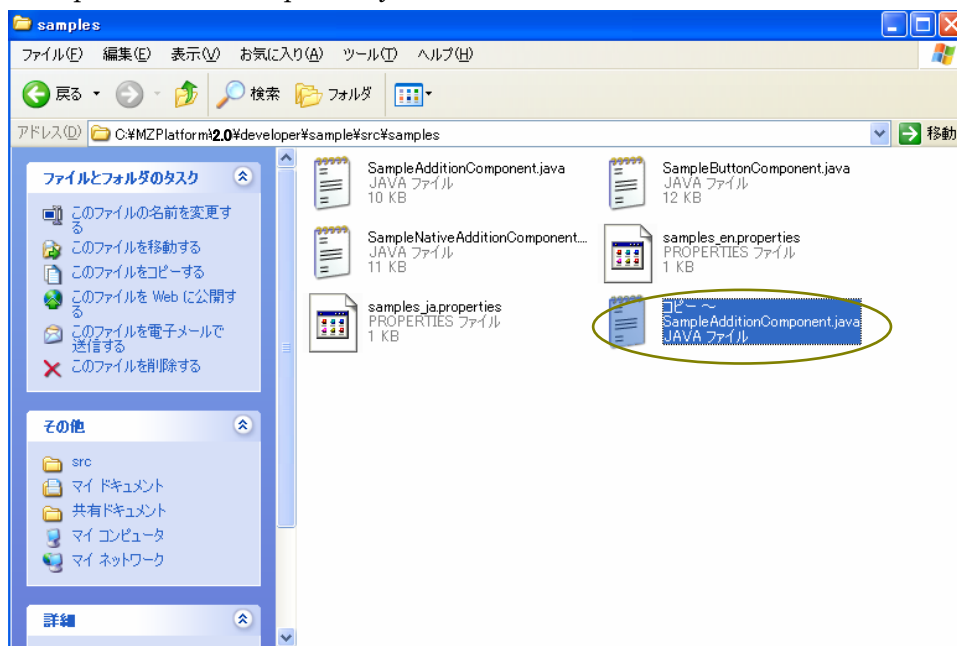 samples
ファイル(F) 編集(E) 表示(V) お気に入り(A) ツール(T) ヘルプ(H)
戻る 検索 フォルダ
アドレス(D) C:¥MZPlatform¥2.0¥developer¥sample¥src¥samples 移動
ファイルとフォルダのタスク
このファイルの名前を変更す
る
このファイルを移動する
このファイルをコピーする
このファイルを Web に公開す
る
このファイルを電子メールで
送信する
このファイルを削除する
その他
src
マイ ドキュメント
共有ドキュメント
マイ コンピュータ
マイ ネットワーク
詳細
SampleAdditionComponent.java
JAVA ファイル
10 KB
SampleButtonComponent.java
JAVA ファイル
12 KB
SampleNativeAdditionComponent....
JAVA ファイル
11 KB
samples_en.properties
PROPERTIES ファイル
1 KB
samples_ja.properties
PROPERTIES ファイル
1 KB
コピー ~
SampleAdditionComponent.java
JAVA ファイル